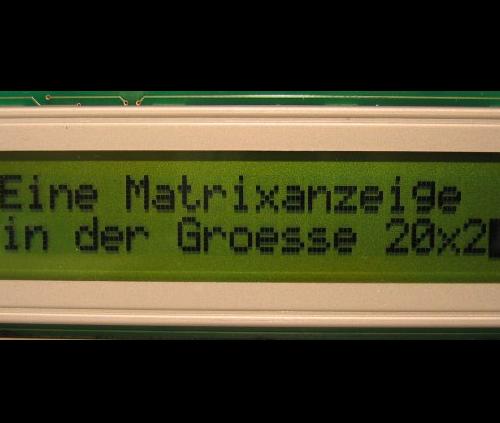 Eine Matrixanzeige
in der Groesse 20x2